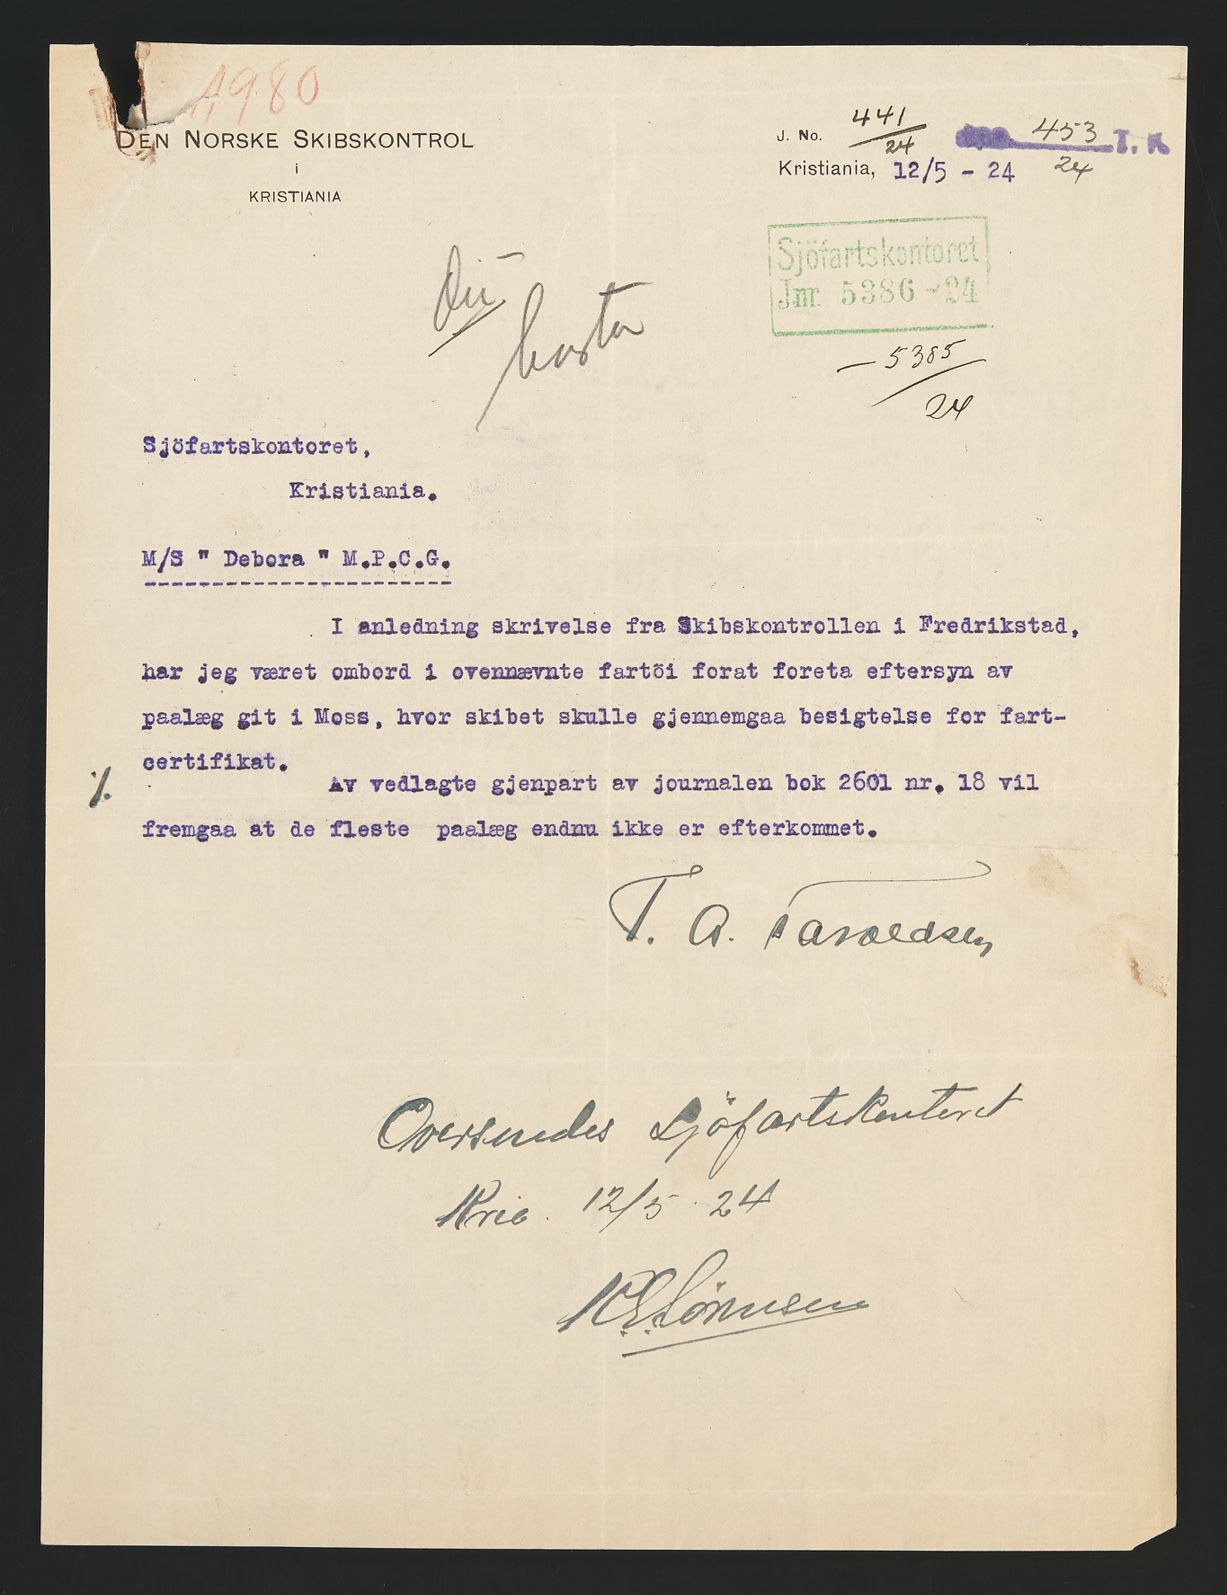 1980
DEN NORSKE SKIBSKONTROL
i
KRISTIANIA
J. No. 441/24 453/24 T. K
Kristiania, 12/5 - 24
Sjöfartskontoret
Jnr. 5386 - 24
- 5385/24
haster
Sjöfartskontoret,
Kristiania.
M/S " Debora " M.P.C.G.
I anledning skrivelse fra Skibskontrollen i Fredrikstad,
har jeg været ombord i ovennævnte fartöi forat foreta eftersyn av
paalæg git i Moss, hvor skibet skulle gjennemgaa besigtelse for fart-
certifikat.
Av vedlagte gjenpart av journalen bok 2601 nr. 18 vil
fremgaa at de fleste paalæg endnu ikke er efterkommet.
T. A.
Oversendes Sjöfartskontoret
Kria. 12/5 24